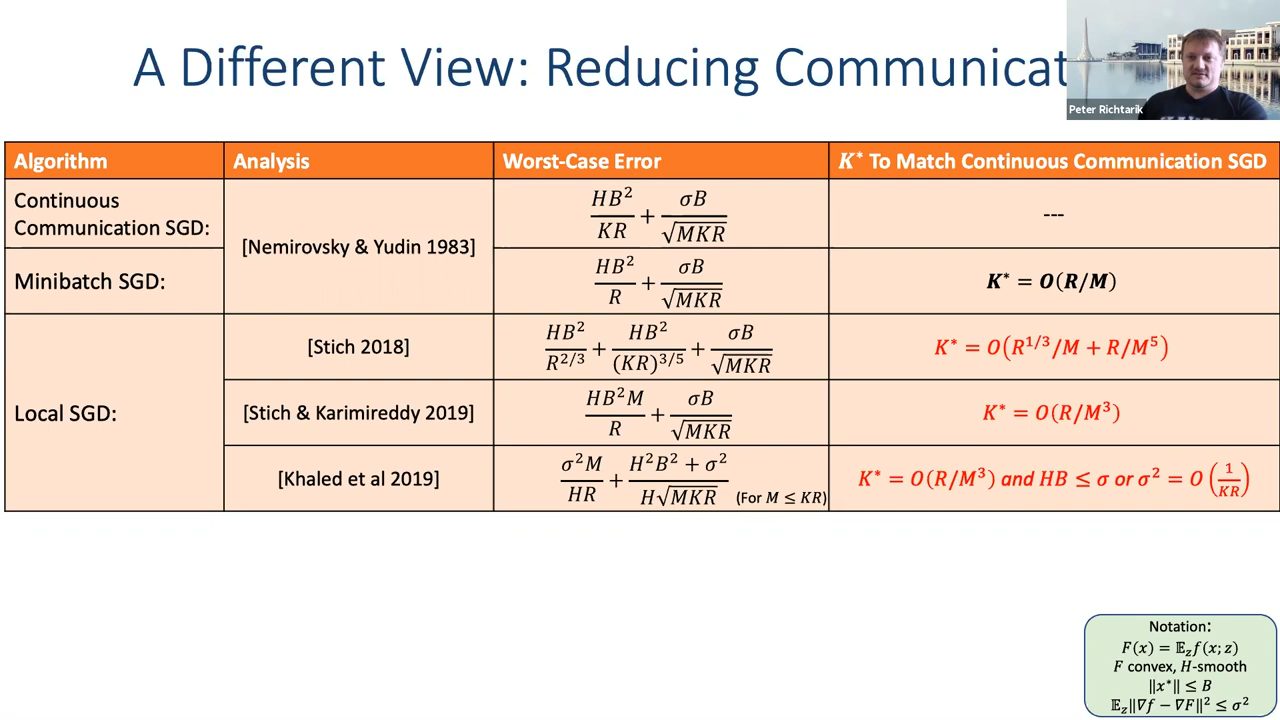 A Different View: Reducing Communicat
Peter Richtarik
Algorithm Analysis Worst-Case Error K* To Match Continuous Communication SGD
Continuous Communication SGD: [Nemirovsky & Yudin 1983] HB²/KR + σB/√MKR ---
Minibatch SGD: HB²/R + σB/√MKR K* = O(R/M)
Local SGD: [Stich 2018] HB²/R^{2/3} + HB²/(KR)^{3/5} + σB/√MKR K* = O(R^{1/3}/M + R/M⁵)
[Stich & Karimireddy 2019] HB²M/R + σB/√MKR K* = O(R/M³)
[Khaled et al 2019] σ²M/HR + H²B² + σ²/H√MKR (For M ≤ KR) K* = O(R/M³) and HB ≤ σ or σ² = O(1/KR)
Notation:
F(x) = 𝔼_z f(x; z)
F convex, H-smooth
‖x*‖ ≤ B
𝔼_z‖∇f − ∇F‖² ≤ σ²